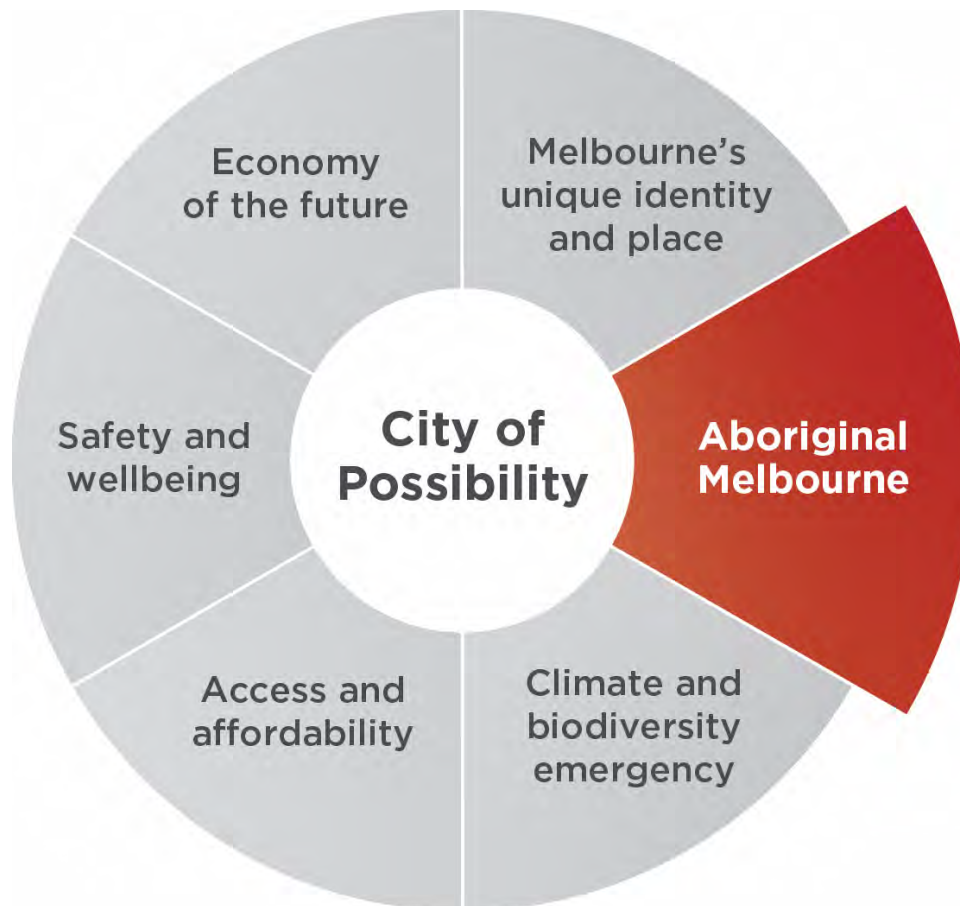 Economy
of the future
Melbourne’s
unique identity
and place
Safety and
wellbeing
City of
Possibility
Aboriginal
Melbourne
Access and
affordability
Climate and
biodiversity
emergency